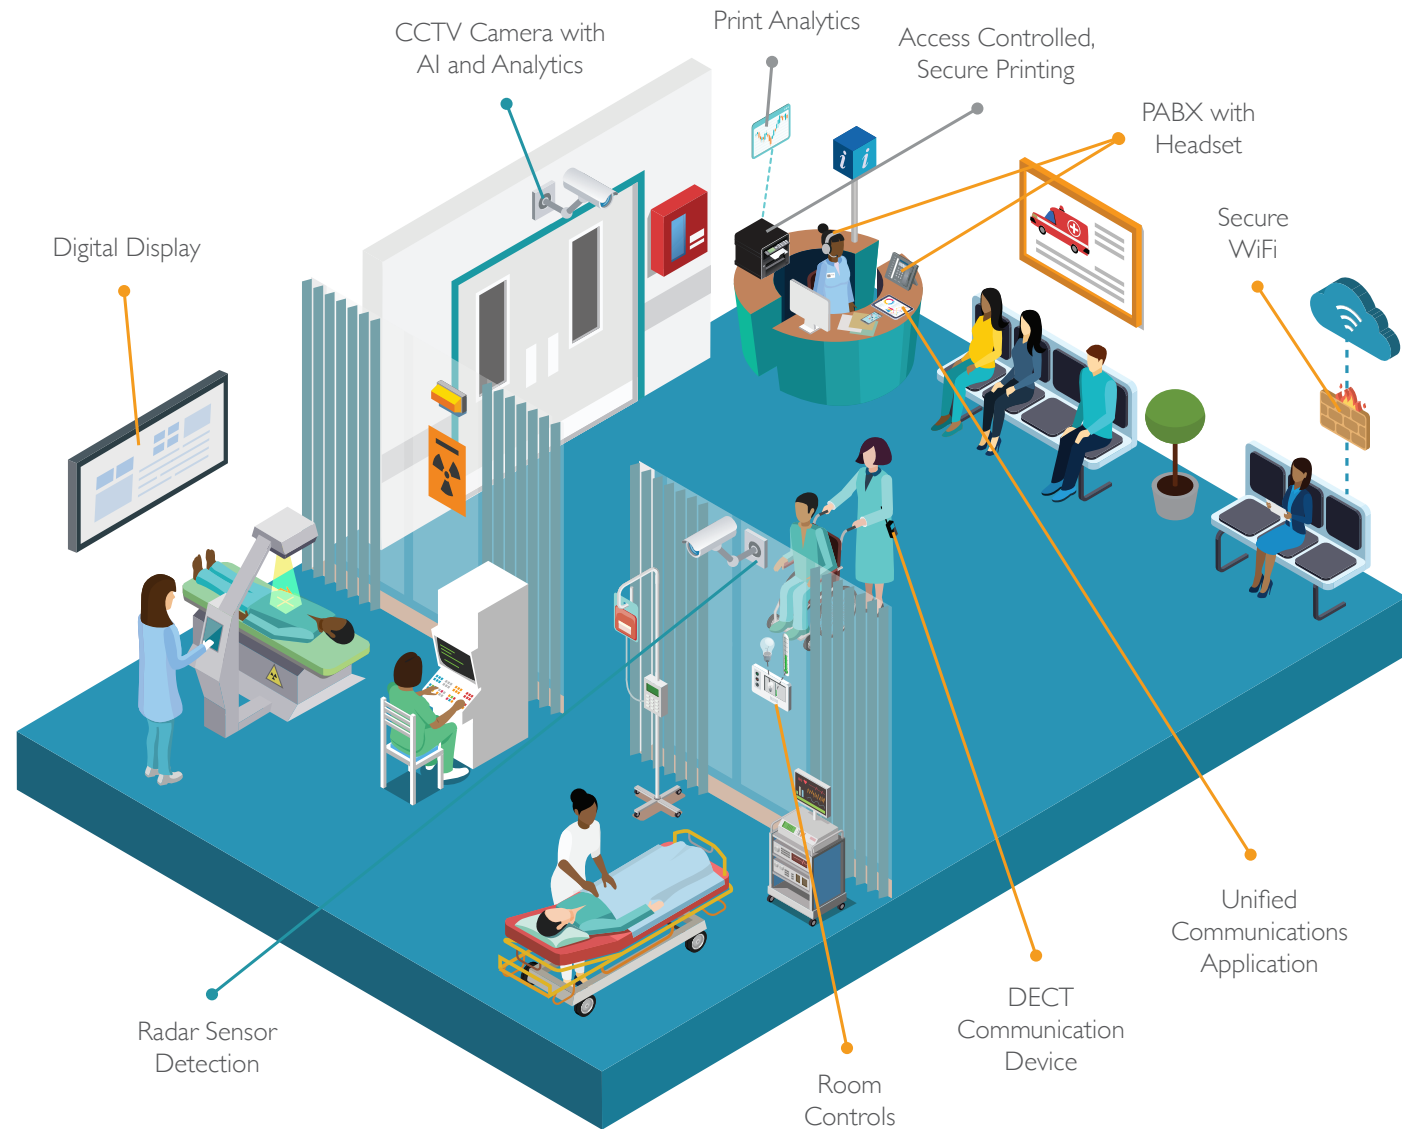 CCTV Camera with
AI and Analytics
Print Analytics
Access Controlled,
Secure Printing
PABX with
Headset
Secure
WiFi
Digital Display
i i
Unified
Communications
Application
DECT
Communication
Device
Radar Sensor
Detection
Room
Controls